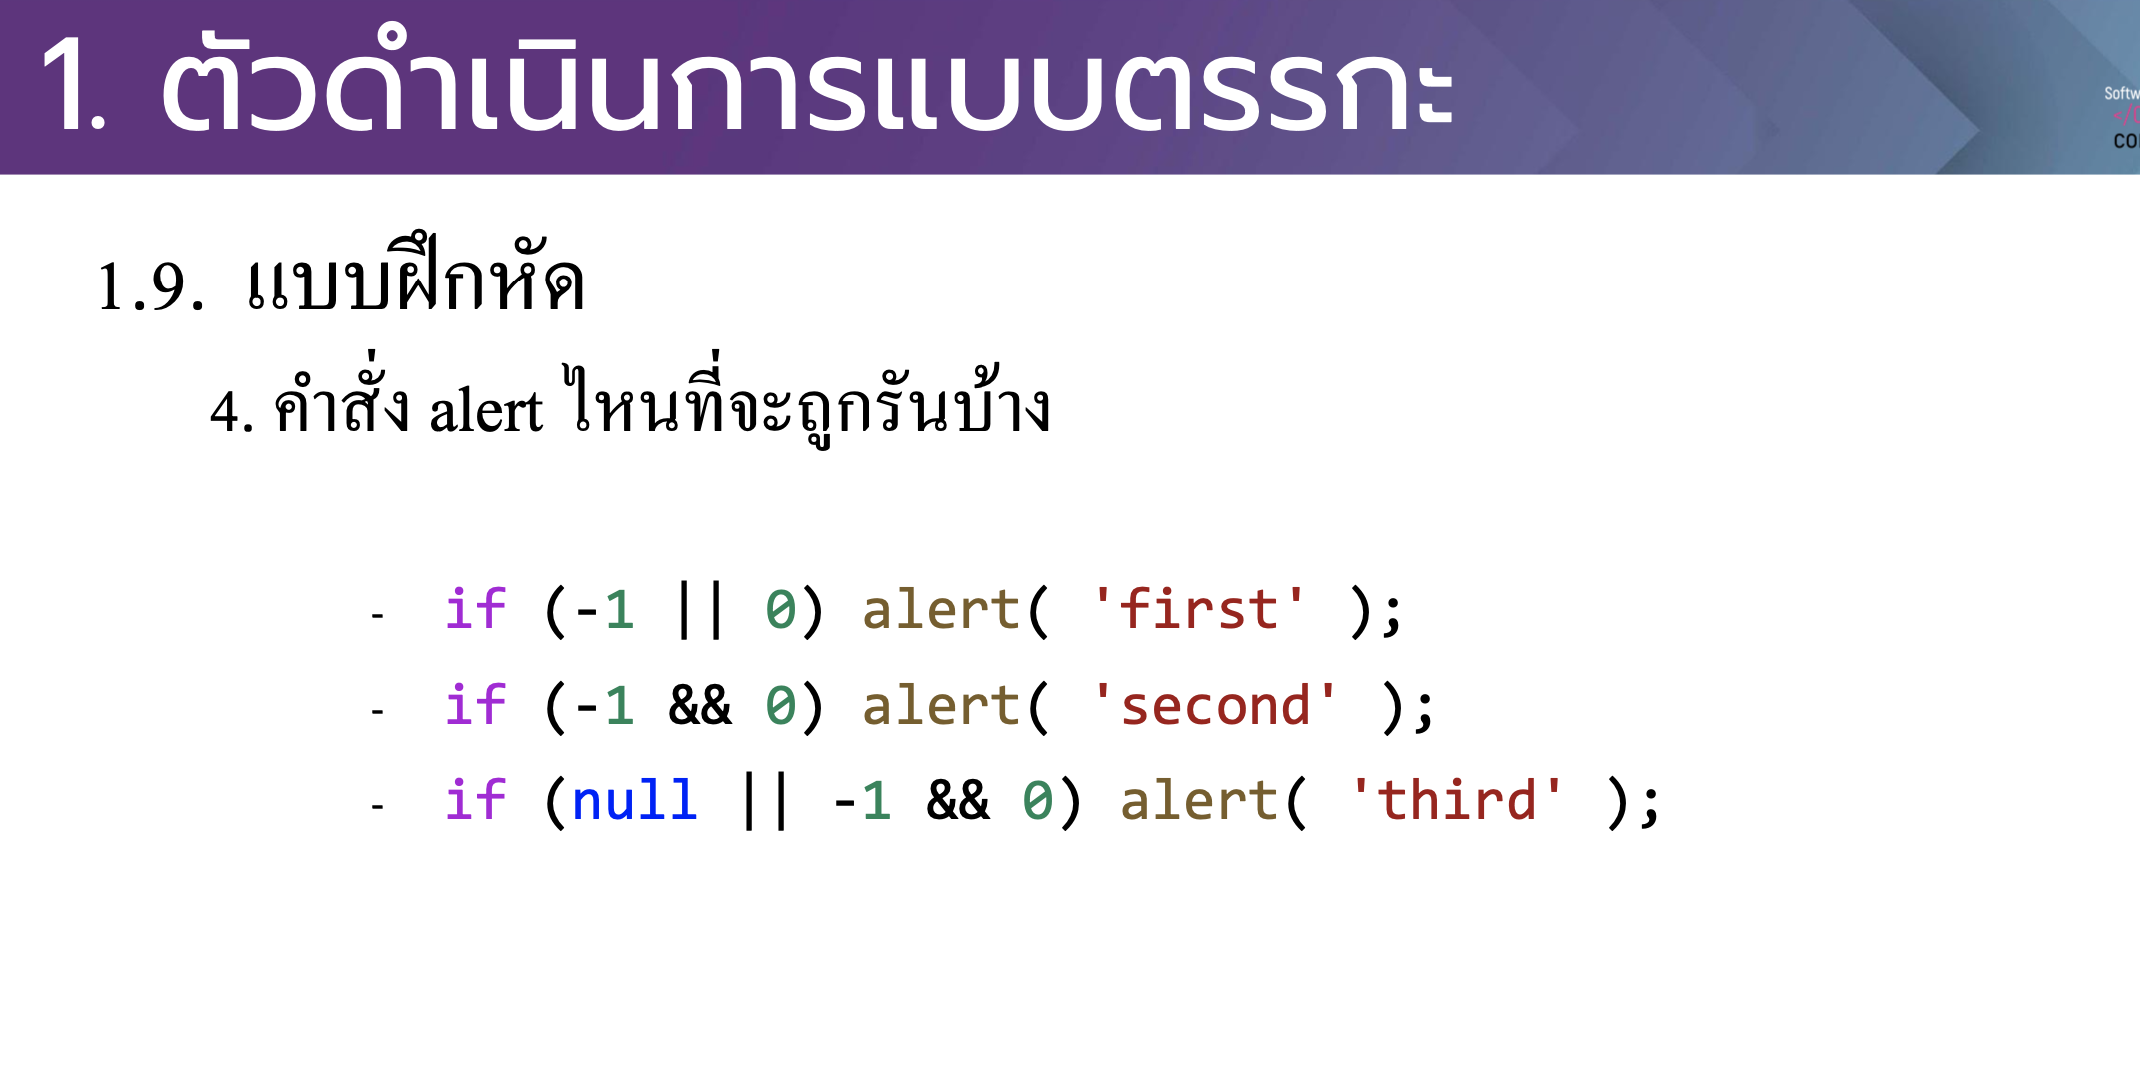 1. ตัวดำเนินการแบบตรรกะ
1.9. แบบฝึกหัด
4. คำสั่ง alert ไหนที่จะถูกรันบ้าง
- if (-1 || 0) alert( 'first' );
- if (-1 && 0) alert( 'second' );
- if (null || -1 && 0) alert( 'third' );